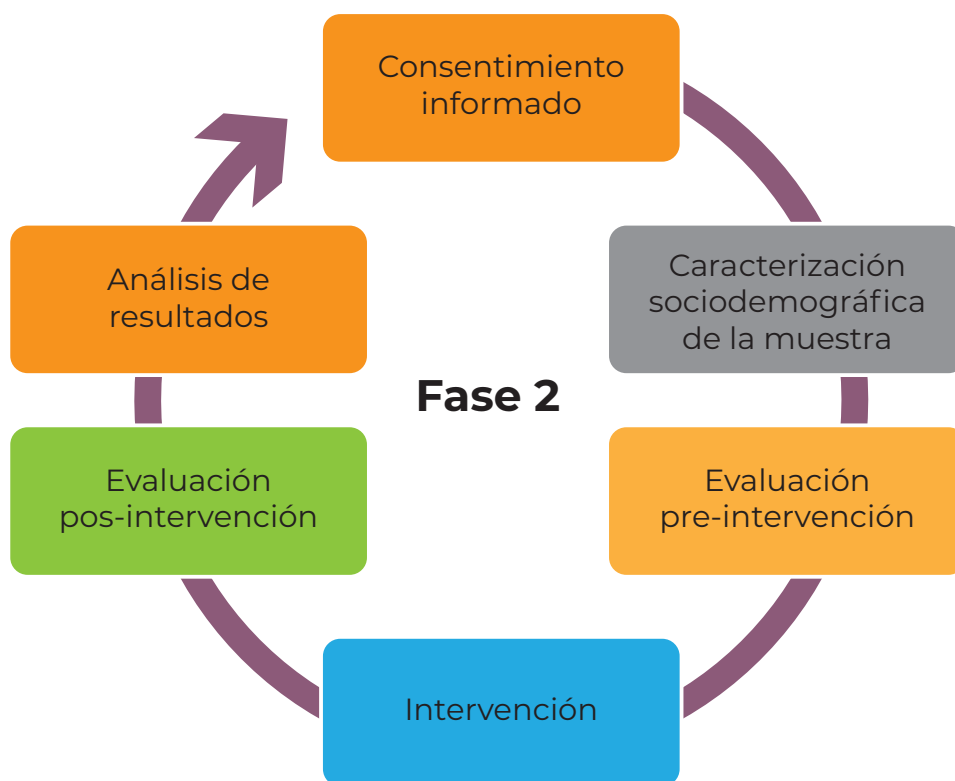 Consentimiento
informado
Caracterización
sociodemográfica
de la muestra
Evaluación
pre-intervención
Intervención
Evaluación
pos-intervención
Análisis de
resultados
Fase 2